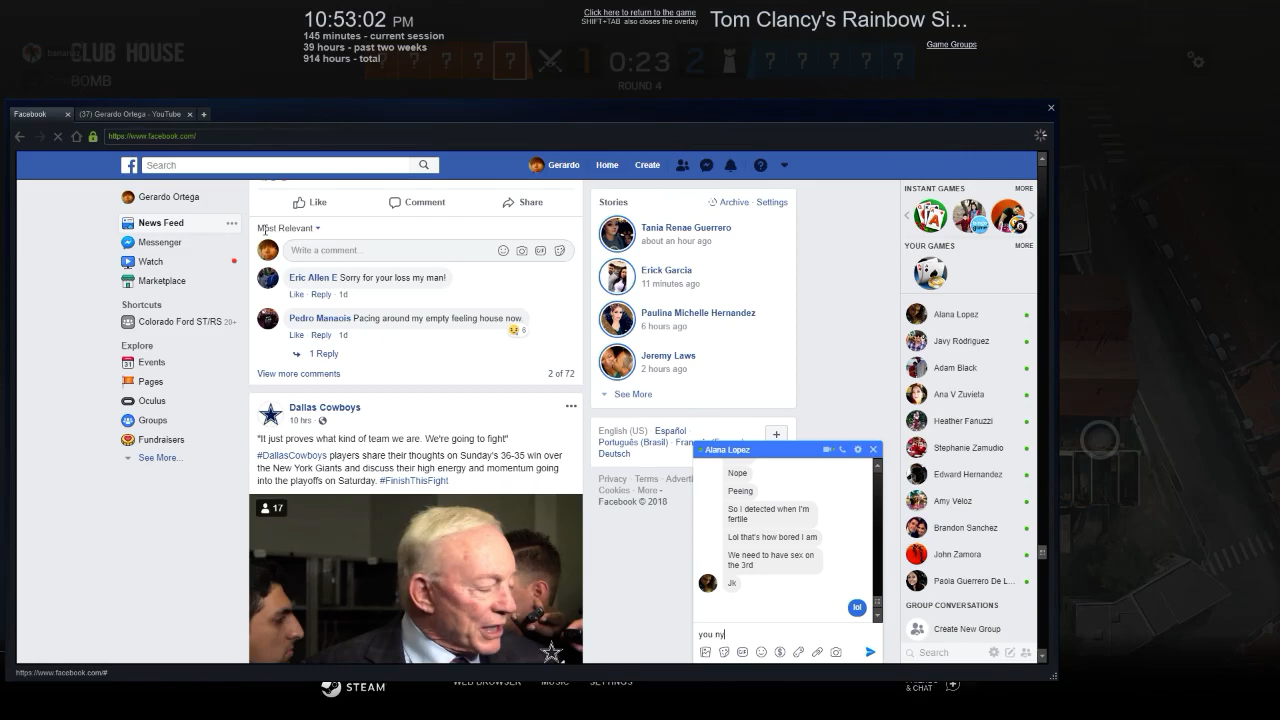 10:53:02 PM
145 minutes - current session
39 hours - past two weeks
914 hours - total
Click here to return to the game
SHIFT+TAB also closes the overlay
Tom Clancy's Rainbow Si...
Game Groups
CLUB HOUSE
BOMB
? ? ? ? ? 1 0:23 2 ? ? ? ? ?
ROUND 4
Facebook
(37) Gerardo Ortega - YouTube
https://www.facebook.com/
Search
Gerardo
Home
Create
Gerardo Ortega
News Feed
Messenger
Watch
Marketplace
Shortcuts
Colorado Ford ST/RS 20+
Explore
Events
Pages
Oculus
Groups
Fundraisers
See More...
Like
Comment
Share
Most Relevant
Write a comment...
Eric Allen E Sorry for your loss my man!
Like · Reply · 1d
Pedro Manaois Pacing around my empty feeling house now.
6
Like · Reply · 1d
1 Reply
View more comments
2 of 72
Dallas Cowboys
10 hrs ·
"It just proves what kind of team we are. We're going to fight!"
#DallasCowboys players share their thoughts on Sunday's 36-35 win over
the New York Giants and discuss their high energy and momentum going
into the playoffs on Saturday. #FinishThisFight
17
Stories
Archive · Settings
Tania Renae Guerrero
about an hour ago
Erick Garcia
11 minutes ago
Paulina Michelle Hernandez
6 hours ago
Jeremy Laws
2 hours ago
See More
English (US) · Español ·
Português (Brasil) ·
Deutsch
Privacy · Terms ·
Cookies · More ·
Facebook © 2018
Alana Lopez
Nope
Peeing
So I detected when I'm
fertile
Lol that's how bored I am
We need to have sex on
the 3rd
Jk
lol
you ny
INSTANT GAMES
MORE
YOUR GAMES
MORE
Alana Lopez
Javy Rodriguez
Adam Black
Ana V Zuvieta
Heather Fanuzzi
Stephanie Zamudio
Edward Hernandez
Amy Veloz
Brandon Sanchez
John Zamora
Paola Guerrero De L...
GROUP CONVERSATIONS
Create New Group
Search
https://www.facebook.com/#
STEAM
WEB BROWSER
MUSIC
SETTINGS
& CHAT